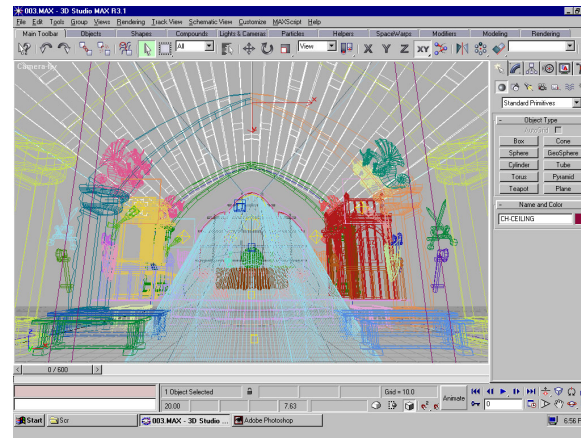 003.MAX - 3D Studio MAX R3.1
File Edit Tools Group Views Rendering Track View Schematic View Customize MAXScript Help
Main Toolbar Objects Shapes Compounds Lights & Cameras Particles Helpers SpaceWarps Modifiers Modeling Rendering
All View X Y Z XY
Standard Primitives
- Object Type
AutoGrid
Box Cone
Sphere GeoSphere
Cylinder Tube
Torus Pyramid
Teapot Plane
- Name and Color
CH-CEILING
< 0 / 600 >
1 Object Selected Grid = 10.0
20.00 7.63 Animate 0
Start Scr 003.MAX - 3D Studio ... Adobe Photoshop 6:56 P